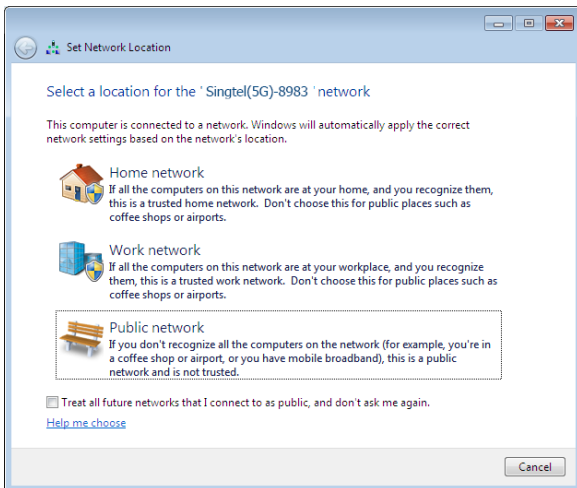 Set Network Location
Select a location for the ' Singtel(5G)-8983 ' network
This computer is connected to a network. Windows will automatically apply the correct
network settings based on the network's location.
Home network
If all the computers on this network are at your home, and you recognize them,
this is a trusted home network.  Don't choose this for public places such as
coffee shops or airports.
Work network
If all the computers on this network are at your workplace, and you recognize
them, this is a trusted work network.  Don't choose this for public places such as
coffee shops or airports.
Public network
If you don't recognize all the computers on the network (for example, you're in
a coffee shop or airport, or you have mobile broadband), this is a public
network and is not trusted.
Treat all future networks that I connect to as public, and don't ask me again.
Help me choose
Cancel